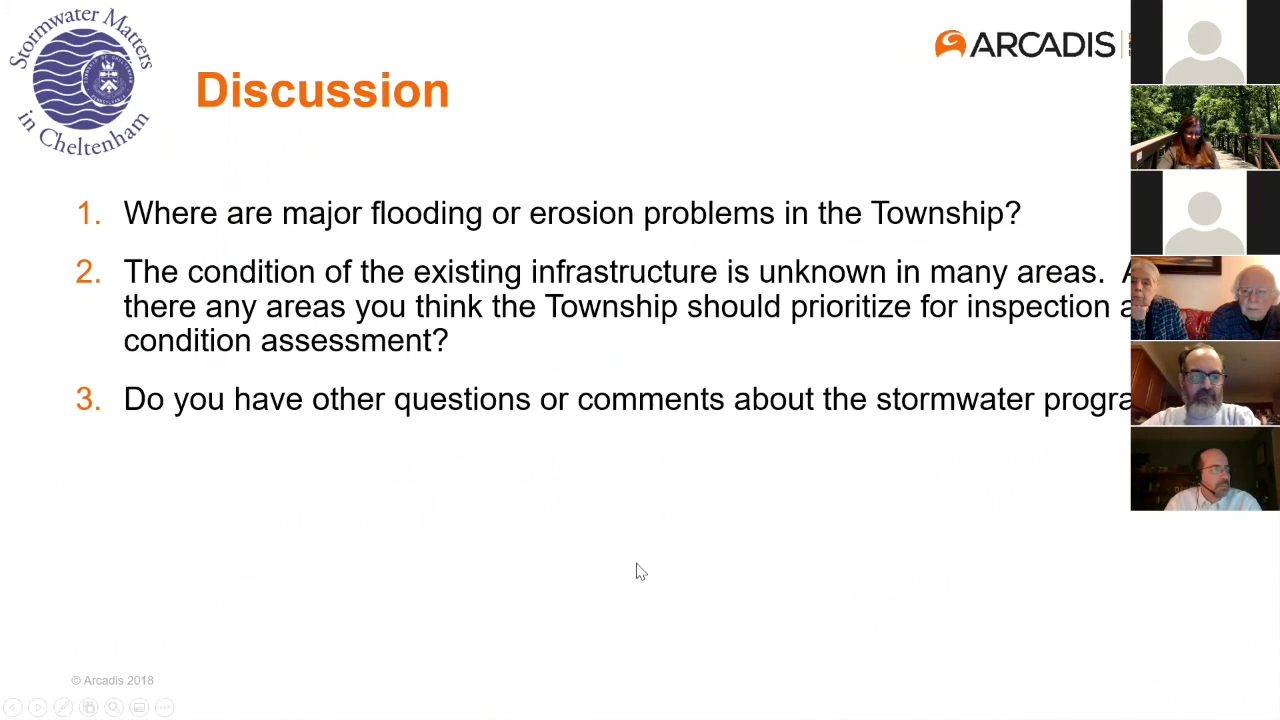 Stormwater Matters
in Cheltenham
ARCADIS
Discussion
1. Where are major flooding or erosion problems in the Township?
2. The condition of the existing infrastructure is unknown in many areas.
there any areas you think the Township should prioritize for inspection
condition assessment?
3. Do you have other questions or comments about the stormwater
© Arcadis 2018